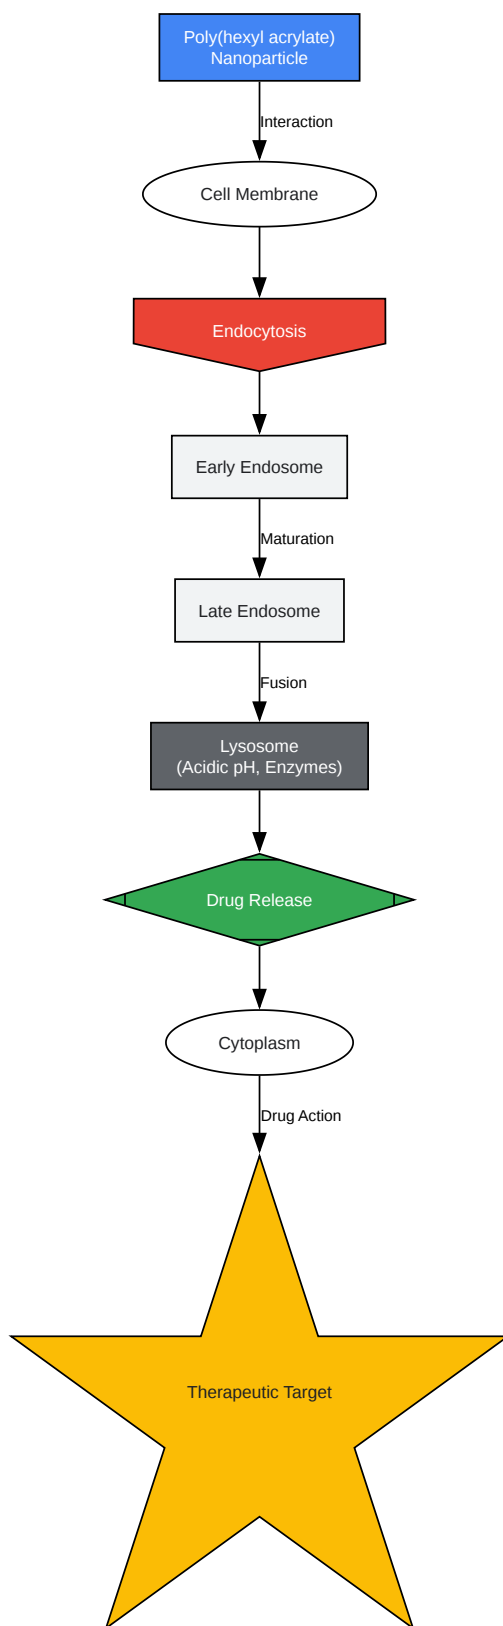 Poly(hexyl acrylate)
Nanoparticle
Interaction
Cell Membrane
Endocytosis
Early Endosome
Maturation
Late Endosome
Fusion
Lysosome
(Acidic pH, Enzymes)
Drug Release
Cytoplasm
Drug Action
Therapeutic Target